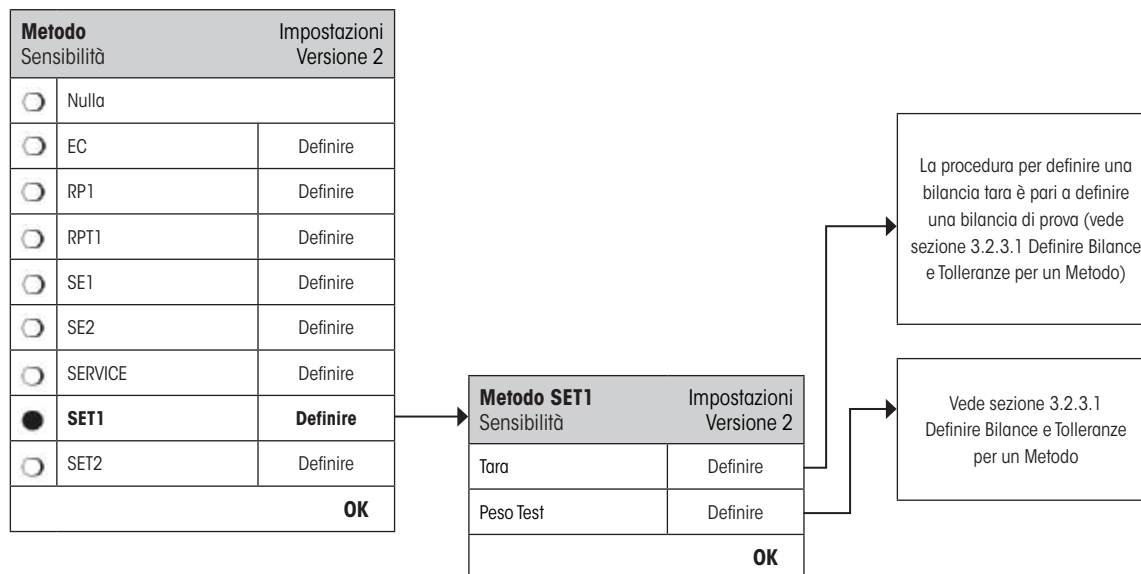 Metodo Impostazioni
Sensibilità Versione 2
Nulla
EC Definire
RP1 Definire
RPT1 Definire
SE1 Definire
SE2 Definire
SERVICE Definire
SET1 Definire
SET2 Definire
OK
Metodo SET1 Impostazioni
Sensibilità Versione 2
Tara Definire
Peso Test Definire
OK
La procedura per definire una
bilancia tara è pari a definire
una bilancia di prova (vede
sezione 3.2.3.1 Definire Bilance
e Tolleranze per un Metodo)
Vede sezione 3.2.3.1
Definire Bilance e Tolleranze
per un Metodo